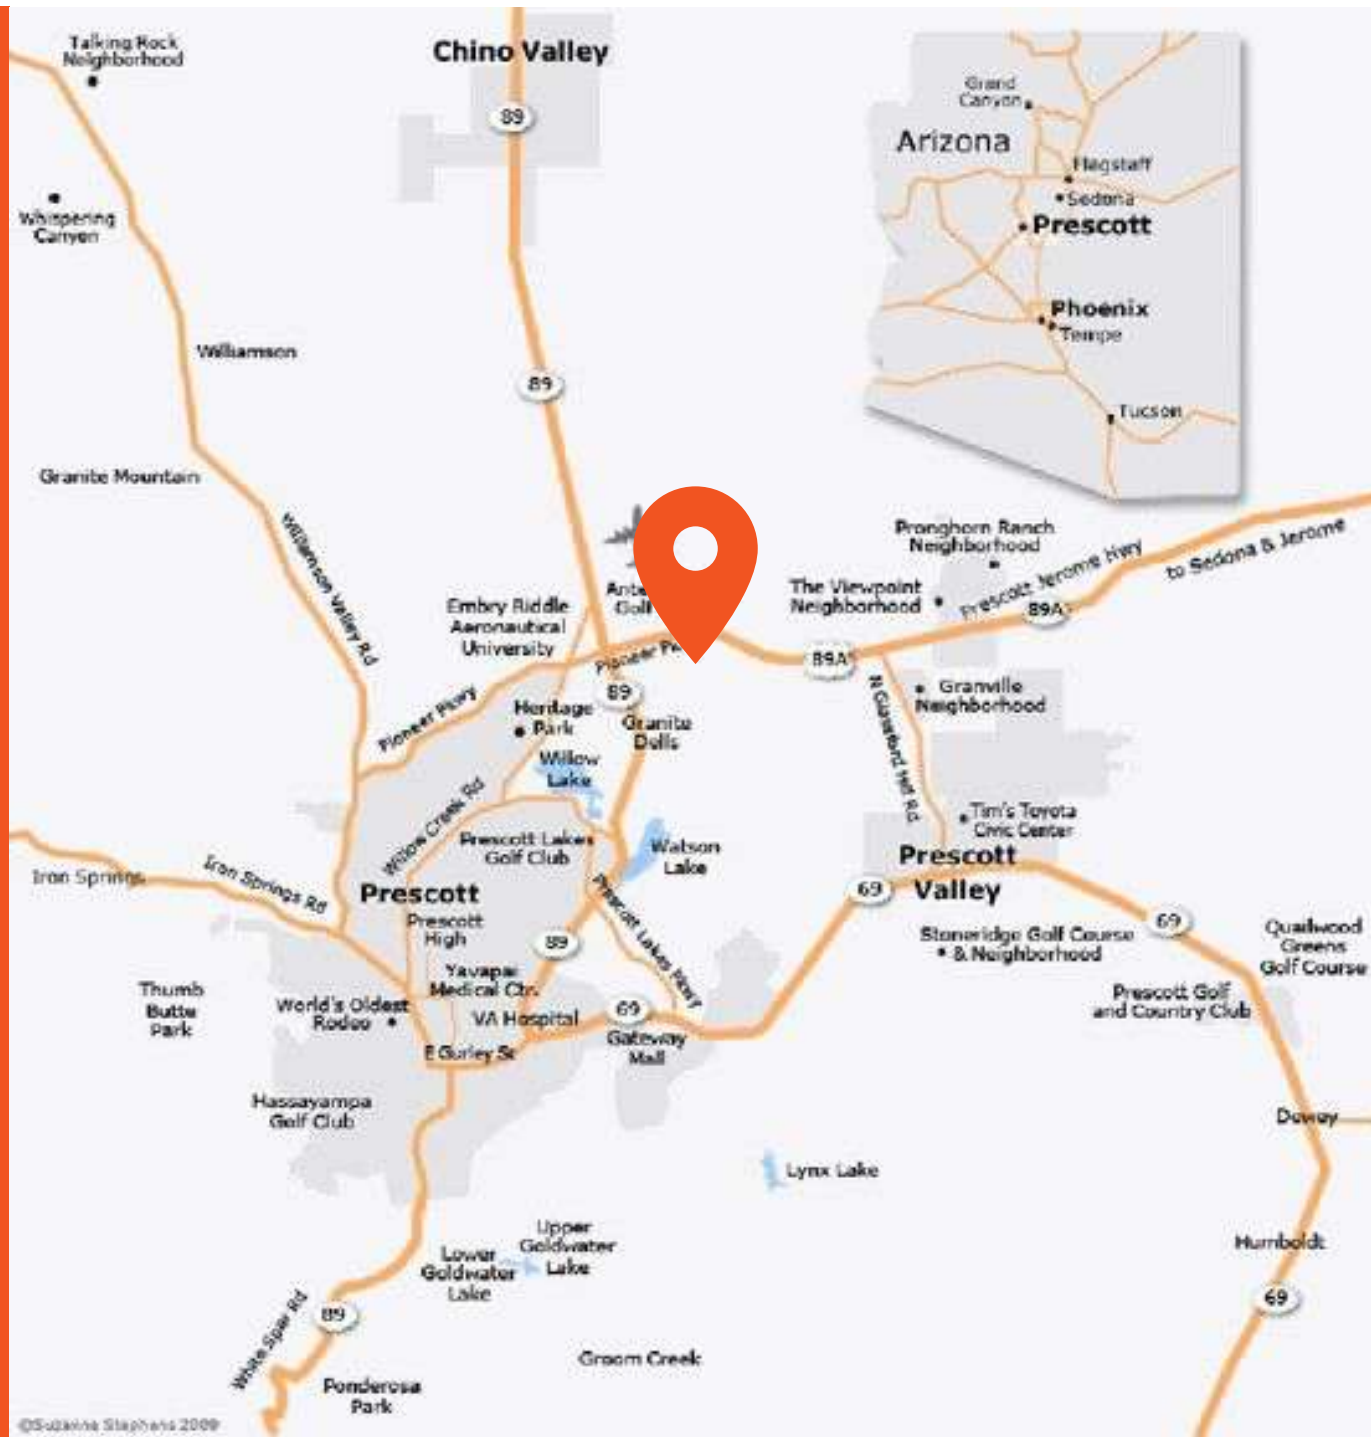 Talking Rock
Neighborhood
Chino Valley
89
Grand
Canyon
Arizona
Flagstaff
Sedona
Prescott
Phoenix
Tempe
Tucson
Whispering
Canyon
Williamson
89
Granite Mountain
Williamson Valley Rd
Pronghorn Ranch
Neighborhood
Prescott Jerome Hwy
to Sedona & Jerome
The Viewpoint
Neighborhood
89A
Embry Riddle
Aeronautical
University
Golf
Pioneer
89A
89
Granville
Neighborhood
Pioneer Pkwy
Heritage
Park
Granite
Dells
Willow
Lake
Willow Creek Rd
Tim's Toyota
Civic Center
Prescott Lakes
Golf Club
Watson
Lake
Iron Springs
Iron Springs Rd
Prescott
Prescott
High
Prescott Lakes Pkwy
Prescott
Valley
69
89
69
Stoneridge Golf Course
& Neighborhood
Quailwood
Greens
Golf Course
Yavapai
Medical Ctr.
Thumb
Butte
Park
World's Oldest
Rodeo
VA Hospital
69
Gateway
Mall
Prescott Golf
and Country Club
E Gurley St
Hassayampa
Golf Club
Dewey
Lynx Lake
Upper
Goldwater
Lake
Lower
Goldwater
Lake
Humboldt
69
White Spar Rd
89
Groom Creek
Ponderosa
Park
©Suzanne Stephens 2009